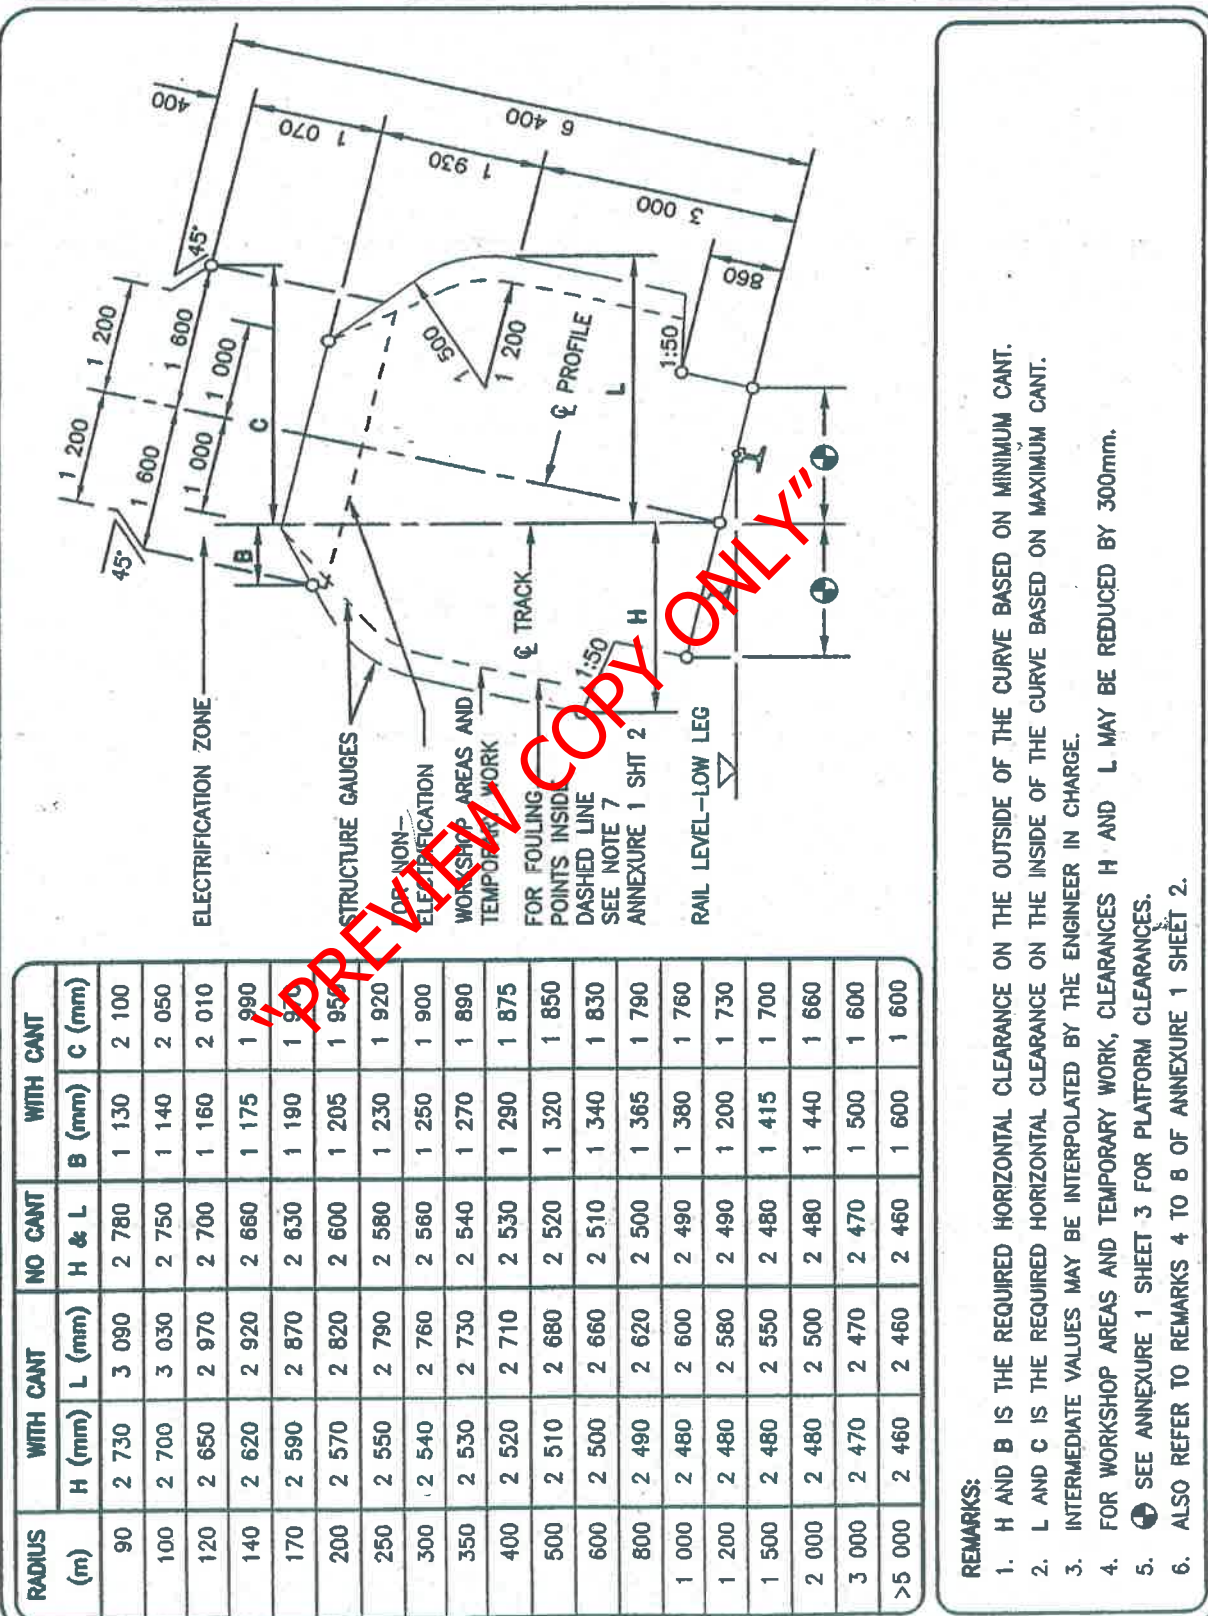 RADIUS WITH CANT NO CANT WITH CANT
(m) H (mm) L (mm) H & L B (mm) C (mm)
90 2 730 3 090 2 780 1 130 2 100
100 2 700 3 030 2 750 1 140 2 050
120 2 650 2 970 2 700 1 160 2 010
140 2 620 2 920 2 660 1 175 1 990
170 2 590 2 870 2 630 1 190 1 970
200 2 570 2 820 2 600 1 205 1 950
250 2 550 2 790 2 580 1 230 1 920
300 2 540 2 760 2 560 1 250 1 900
350 2 530 2 730 2 540 1 270 1 890
400 2 520 2 710 2 530 1 290 1 875
500 2 510 2 680 2 520 1 320 1 850
600 2 500 2 660 2 510 1 340 1 830
800 2 490 2 620 2 500 1 365 1 790
1 000 2 480 2 600 2 490 1 380 1 760
1 200 2 480 2 580 2 490 1 200 1 730
1 500 2 480 2 550 2 480 1 415 1 700
2 000 2 480 2 500 2 480 1 440 1 660
3 000 2 470 2 470 2 470 1 500 1 600
>5 000 2 460 2 460 2 460 1 600 1 600
ELECTRIFICATION ZONE
STRUCTURE GAUGES
FOR NON-
ELECTRIFICATION
WORKSHOP AREAS AND
TEMPORARY WORK
FOR FOULING
POINTS INSIDE
DASHED LINE
SEE NOTE 7
ANNEXURE 1 SHT 2
RAIL LEVEL-LOW LEG
45°
1 200
1 200
1 600
1 600
1 000
1 000
45°
400
1 070
1 930
6 400
3 000
860
B
C
1 500
1 200
℄ PROFILE
℄ TRACK
L
H
1:50
1:50
"PREVIEW COPY ONLY"
REMARKS:
1. H AND B IS THE REQUIRED HORIZONTAL CLEARANCE ON THE OUTSIDE OF THE CURVE BASED ON MINIMUM CANT.
2. L AND C IS THE REQUIRED HORIZONTAL CLEARANCE ON THE INSIDE OF THE CURVE BASED ON MAXIMUM CANT.
3. INTERMEDIATE VALUES MAY BE INTERPOLATED BY THE ENGINEER IN CHARGE.
4. FOR WORKSHOP AREAS AND TEMPORARY WORK, CLEARANCES H AND L MAY BE REDUCED BY 300mm.
5. SEE ANNEXURE 1 SHEET 3 FOR PLATFORM CLEARANCES.
6. ALSO REFER TO REMARKS 4 TO 8 OF ANNEXURE 1 SHEET 2.